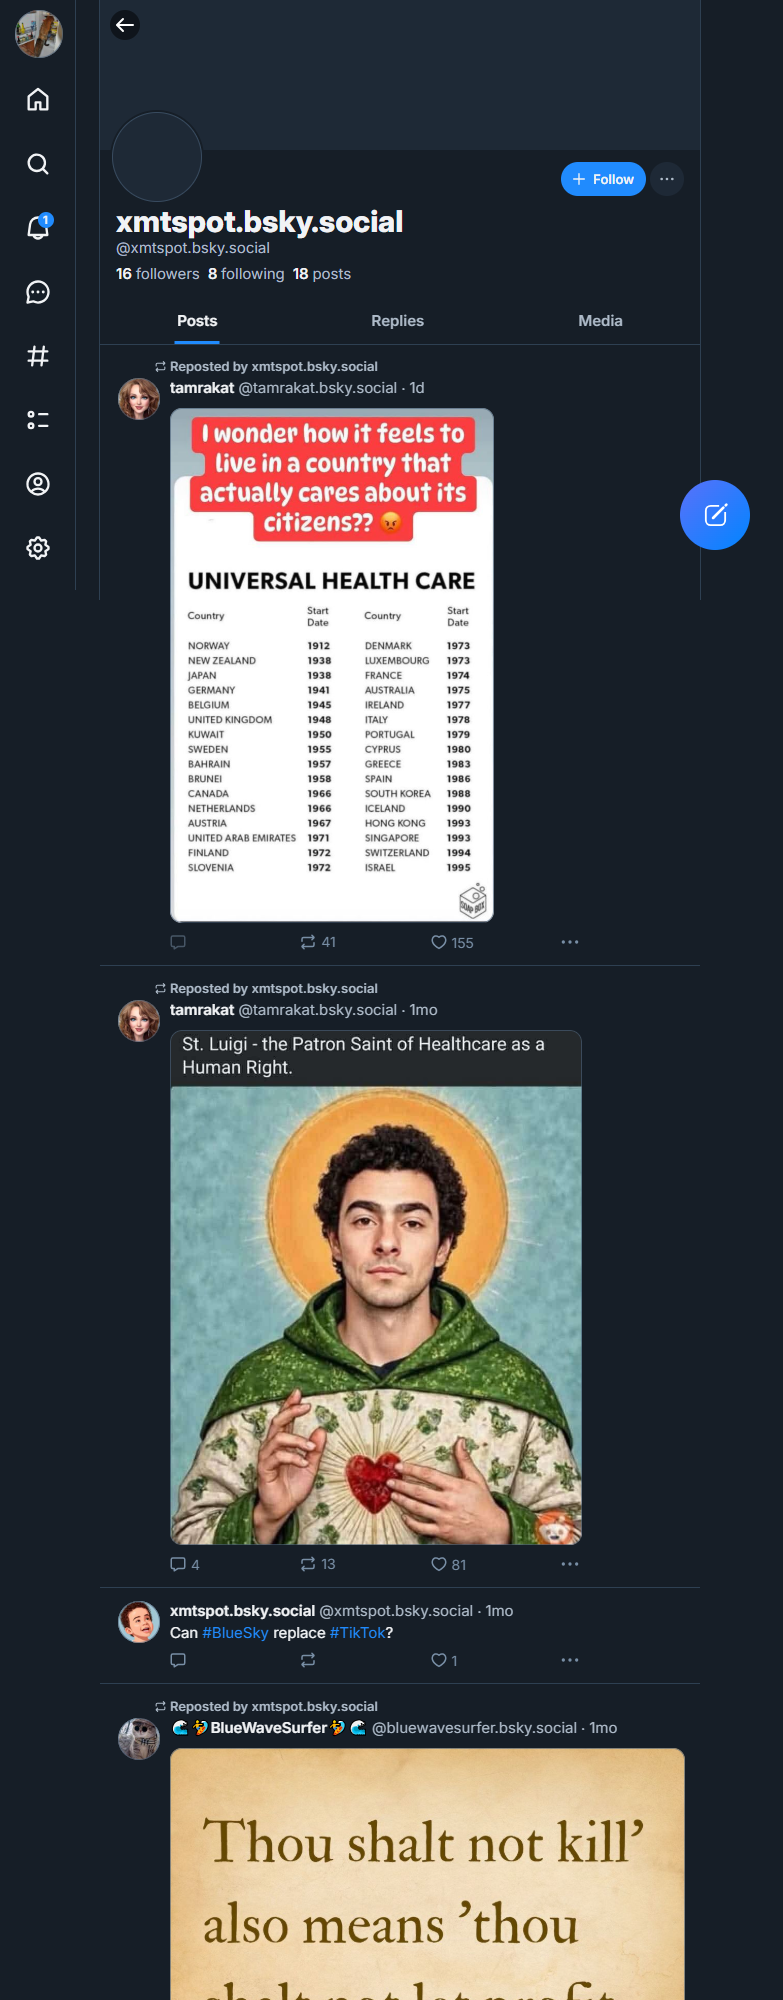 1
+ Follow
xmtspot.bsky.social
@xmtspot.bsky.social
16 followers 8 following 18 posts
Posts Replies Media
Reposted by xmtspot.bsky.social
tamrakat @tamrakat.bsky.social · 1d
I wonder how it feels to
live in a country that
actually cares about its
citizens?? 😡
UNIVERSAL HEALTH CARE
Country Start Date Country Start Date
NORWAY 1912 DENMARK 1973
NEW ZEALAND 1938 LUXEMBOURG 1973
JAPAN 1938 FRANCE 1974
GERMANY 1941 AUSTRALIA 1975
BELGIUM 1945 IRELAND 1977
UNITED KINGDOM 1948 ITALY 1978
KUWAIT 1950 PORTUGAL 1979
SWEDEN 1955 CYPRUS 1980
BAHRAIN 1957 GREECE 1983
BRUNEI 1958 SPAIN 1986
CANADA 1966 SOUTH KOREA 1988
NETHERLANDS 1966 ICELAND 1990
AUSTRIA 1967 HONG KONG 1993
UNITED ARAB EMIRATES 1971 SINGAPORE 1993
FINLAND 1972 SWITZERLAND 1994
SLOVENIA 1972 ISRAEL 1995
SOAP BOX
41 155
Reposted by xmtspot.bsky.social
tamrakat @tamrakat.bsky.social · 1mo
St. Luigi - the Patron Saint of Healthcare as a
Human Right.
4 13 81
xmtspot.bsky.social @xmtspot.bsky.social · 1mo
Can #BlueSky replace #TikTok?
1
Reposted by xmtspot.bsky.social
🌊🏄BlueWaveSurfer🏄🌊 @bluewavesurfer.bsky.social · 1mo
Thou shalt not kill’
also means ’thou
shalt not let profit